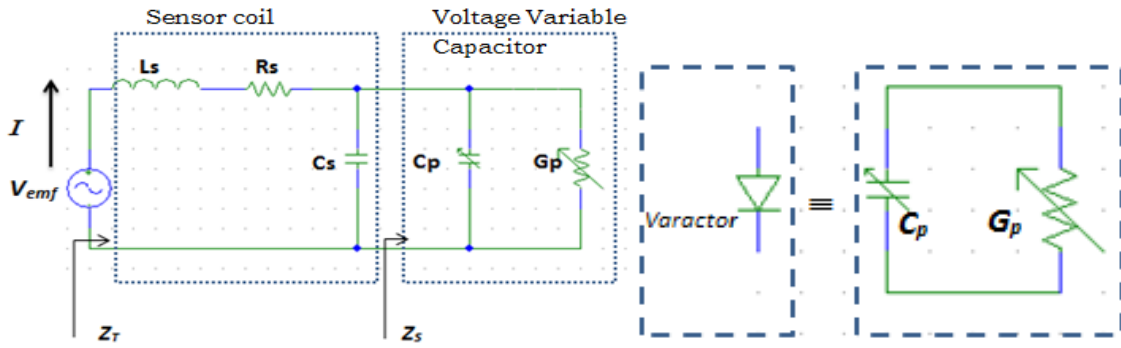 Sensor coil
Voltage Variable
Capacitor
Ls
Rs
I
Cs
Cp
Gp
Vemf
ZT
ZS
Varactor
≡
Cp
Gp